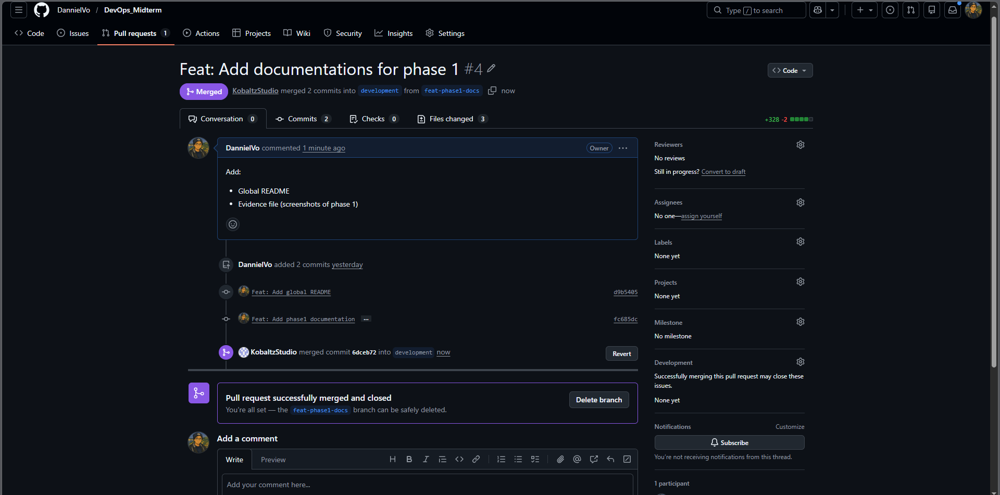 DannielVo / DevOps_Midterm
Type / to search
Code
Issues
Pull requests 1
Actions
Projects
Wiki
Security
Insights
Settings
Feat: Add documentations for phase 1 #4
Code
Merged
KobaltzStudio merged 2 commits into development from feat-phase1-docs now
Conversation 0
Commits 2
Checks 0
Files changed 3
+328 -2
DannielVo commented 1 minute ago
Owner
Add:
Global README
Evidence file (screenshots of phase 1)
DannielVo added 2 commits yesterday
Feat: Add global README
d9b5405
Feat: Add phase1 documentation ...
fc685dc
KobaltzStudio merged commit 6dceb72 into development now
Revert
Pull request successfully merged and closed
You're all set — the feat-phase1-docs branch can be safely deleted.
Delete branch
Add a comment
Write
Preview
Add your comment here...
Reviewers
No reviews
Still in progress? Convert to draft
Assignees
No one—assign yourself
Labels
None yet
Projects
None yet
Milestone
No milestone
Development
Successfully merging this pull request may close these
issues.
None yet
Notifications
Customize
Subscribe
You're not receiving notifications from this thread.
1 participant